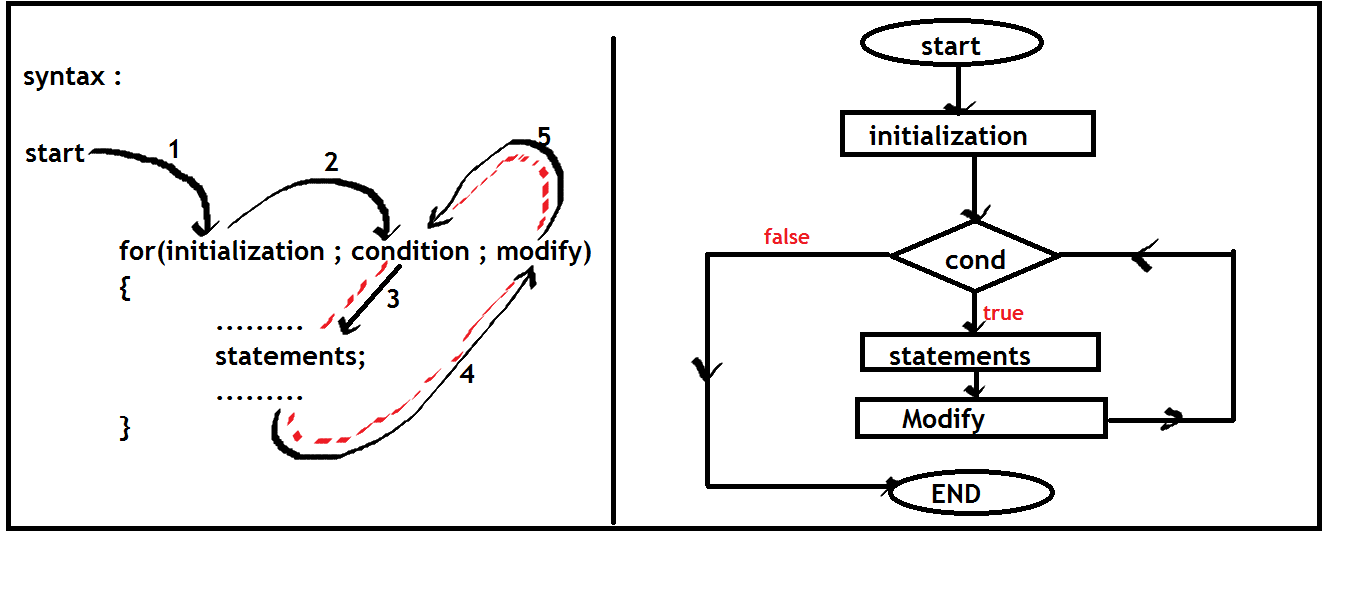 syntax :
start
1
2
5
for(initialization ; condition ; modify)
{
3
.........
statements;
4
.........
}
start
initialization
false
cond
true
statements
Modify
END